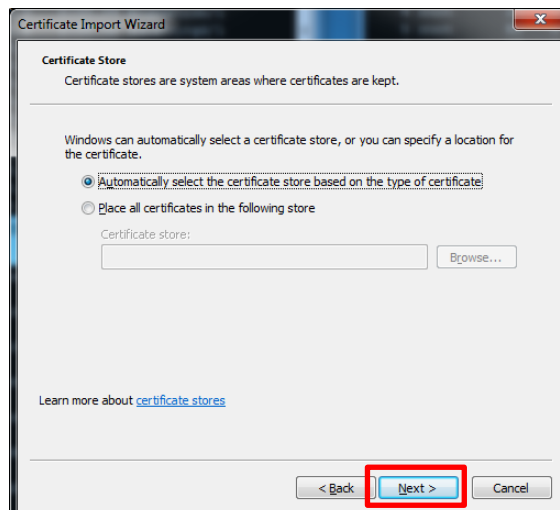 Certificate Import Wizard
Certificate Store
Certificate stores are system areas where certificates are kept.
Windows can automatically select a certificate store, or you can specify a location for
the certificate.
Automatically select the certificate store based on the type of certificate
Place all certificates in the following store
Certificate store:
Browse...
Learn more about certificate stores
< Back Next > Cancel